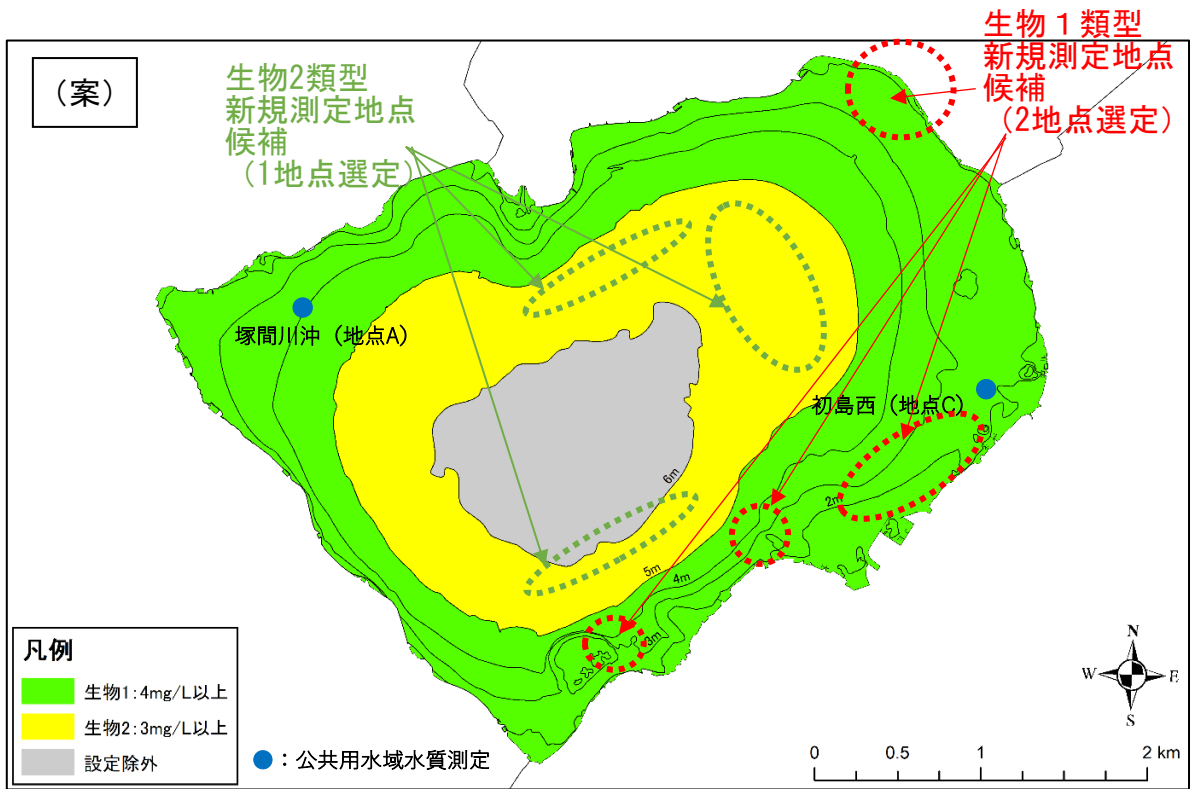 生物１類型
新規測定地点
候補
（2地点選定）
（案）
生物2類型
新規測定地点
候補
（1地点選定）
塚間川沖（地点A）
初島西（地点C）
6m
2m
5m
4m
3m
凡例
生物1：4mg/L以上
生物2：3mg/L以上
設定除外
：公共用水域水質測定
N
W
E
S
0 0.5 1 2 km